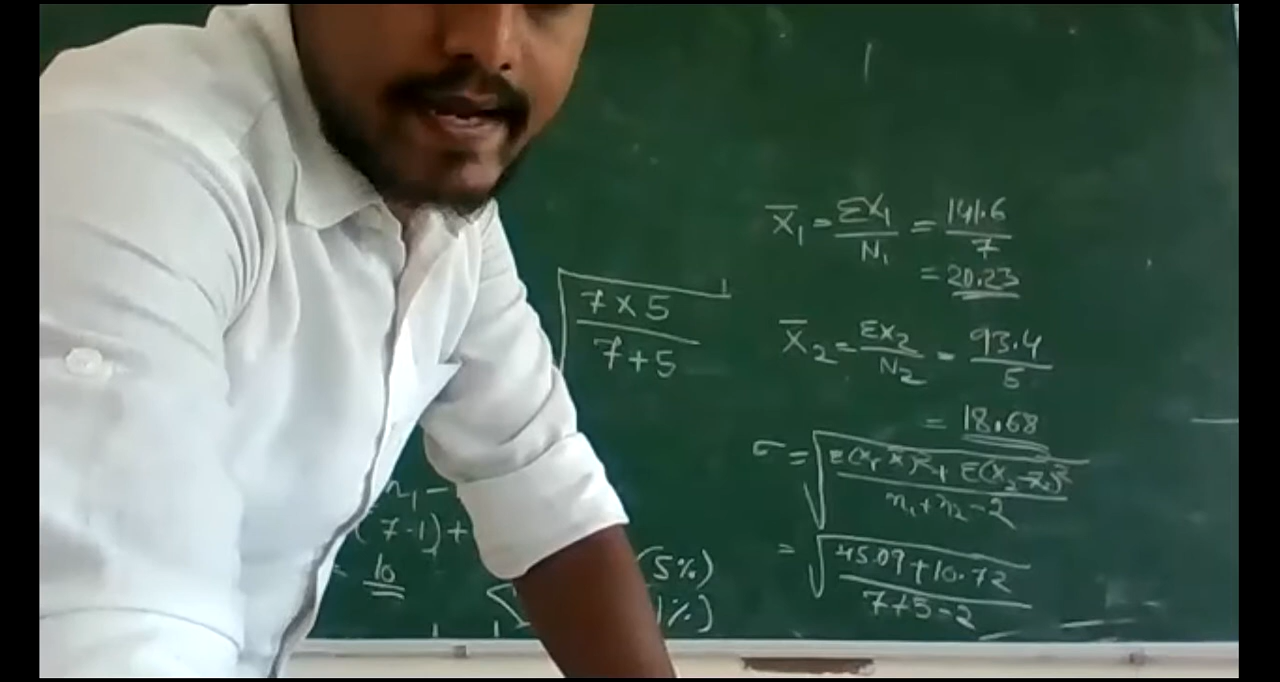 7 × 5
7 + 5
n₁ -
(7-1) +
= 10
(5%)
1%)
X̄₁ = ΣX₁ / N₁ = 141.6 / 7
= 20.23
X̄₂ = ΣX₂ / N₂ = 93.4 / 5
= 18.68
σ = √ Σ(X₁-X̄)² + Σ(X₂-X̄₂)² / n₁+n₂-2
= √ 45.09+10.72 / 7+5-2